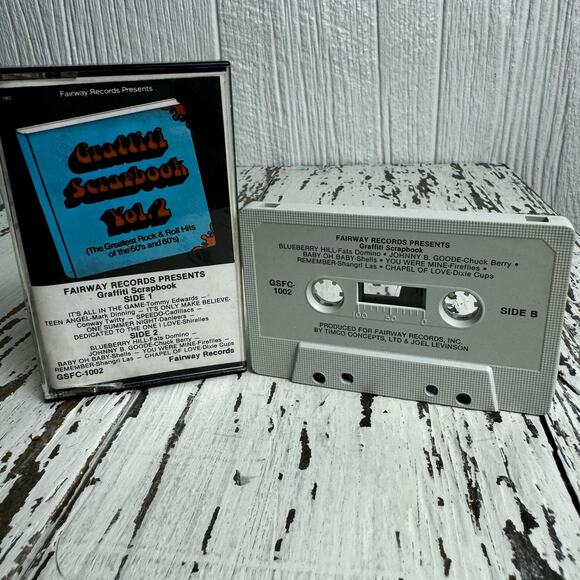 Fairway Records Presents
Graffiti
Scrapbook
Vol. 2
(The Greatest Rock & Roll Hits
of the 50's and 60's)
FAIRWAY RECORDS PRESENTS
Graffiti Scrapbook
SIDE 1
IT'S ALL IN THE GAME-Tommy Edwards –
TEEN ANGEL-Mark Dinning – IT'S ONLY MAKE BELIEVE-
Conway Twitty – SPEEDO-Cadillacs –
ONE SUMMER NIGHT-Danleers –
DEDICATED TO THE ONE I LOVE-Shirelles
SIDE 2
BLUEBERRY HILL-Fats Domino –
JOHNNY B. GOODE-Chuck Berry –
BABY OH BABY-Shells – YOU WERE MINE-Fireflies –
REMEMBER-Shangri Las – CHAPEL OF LOVE-Dixie Cups
GSFC-1002
Fairway Records
FAIRWAY RECORDS PRESENTS
Graffiti Scrapbook
BLUEBERRY HILL-Fats Domino • JOHNNY B. GOODE-Chuck Berry •
BABY OH BABY-Shells • YOU WERE MINE-Fireflies •
REMEMBER-Shangri Las • CHAPEL OF LOVE-Dixie Cups
GSFC-
1002
SIDE B
100 50 0
PRODUCED FOR FAIRWAY RECORDS, INC.
BY TIMCO CONCEPTS, LTD & JOEL LEVINSON